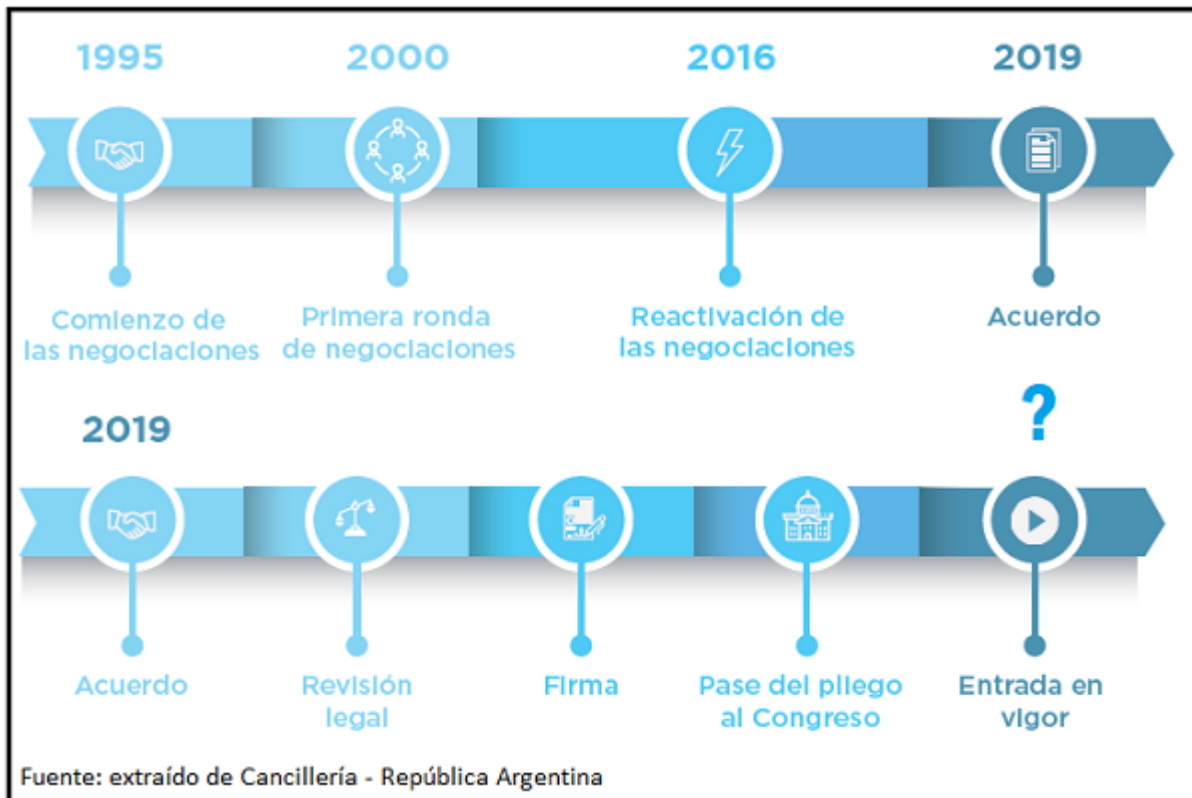 1995
2000
2016
2019
Comienzo de
las negociaciones
Primera ronda
de negociaciones
Reactivación de
las negociaciones
Acuerdo
2019
?
Acuerdo
Revisión
legal
Firma
Pase del pliego
al Congreso
Entrada en
vigor
Fuente: extraído de Cancillería - República Argentina